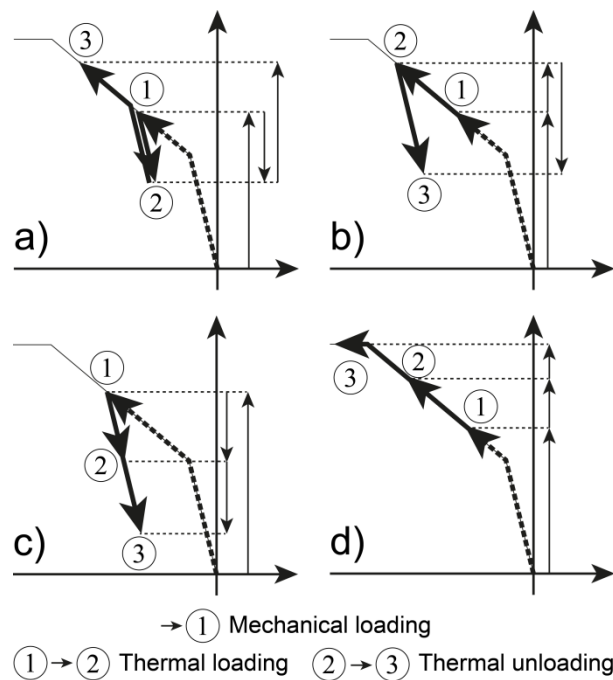 ③ ①
②
a)
② ①
③
b)
①
②
③
c)
② ①
③
d)
→① Mechanical loading
①→② Thermal loading ②→③ Thermal unloading